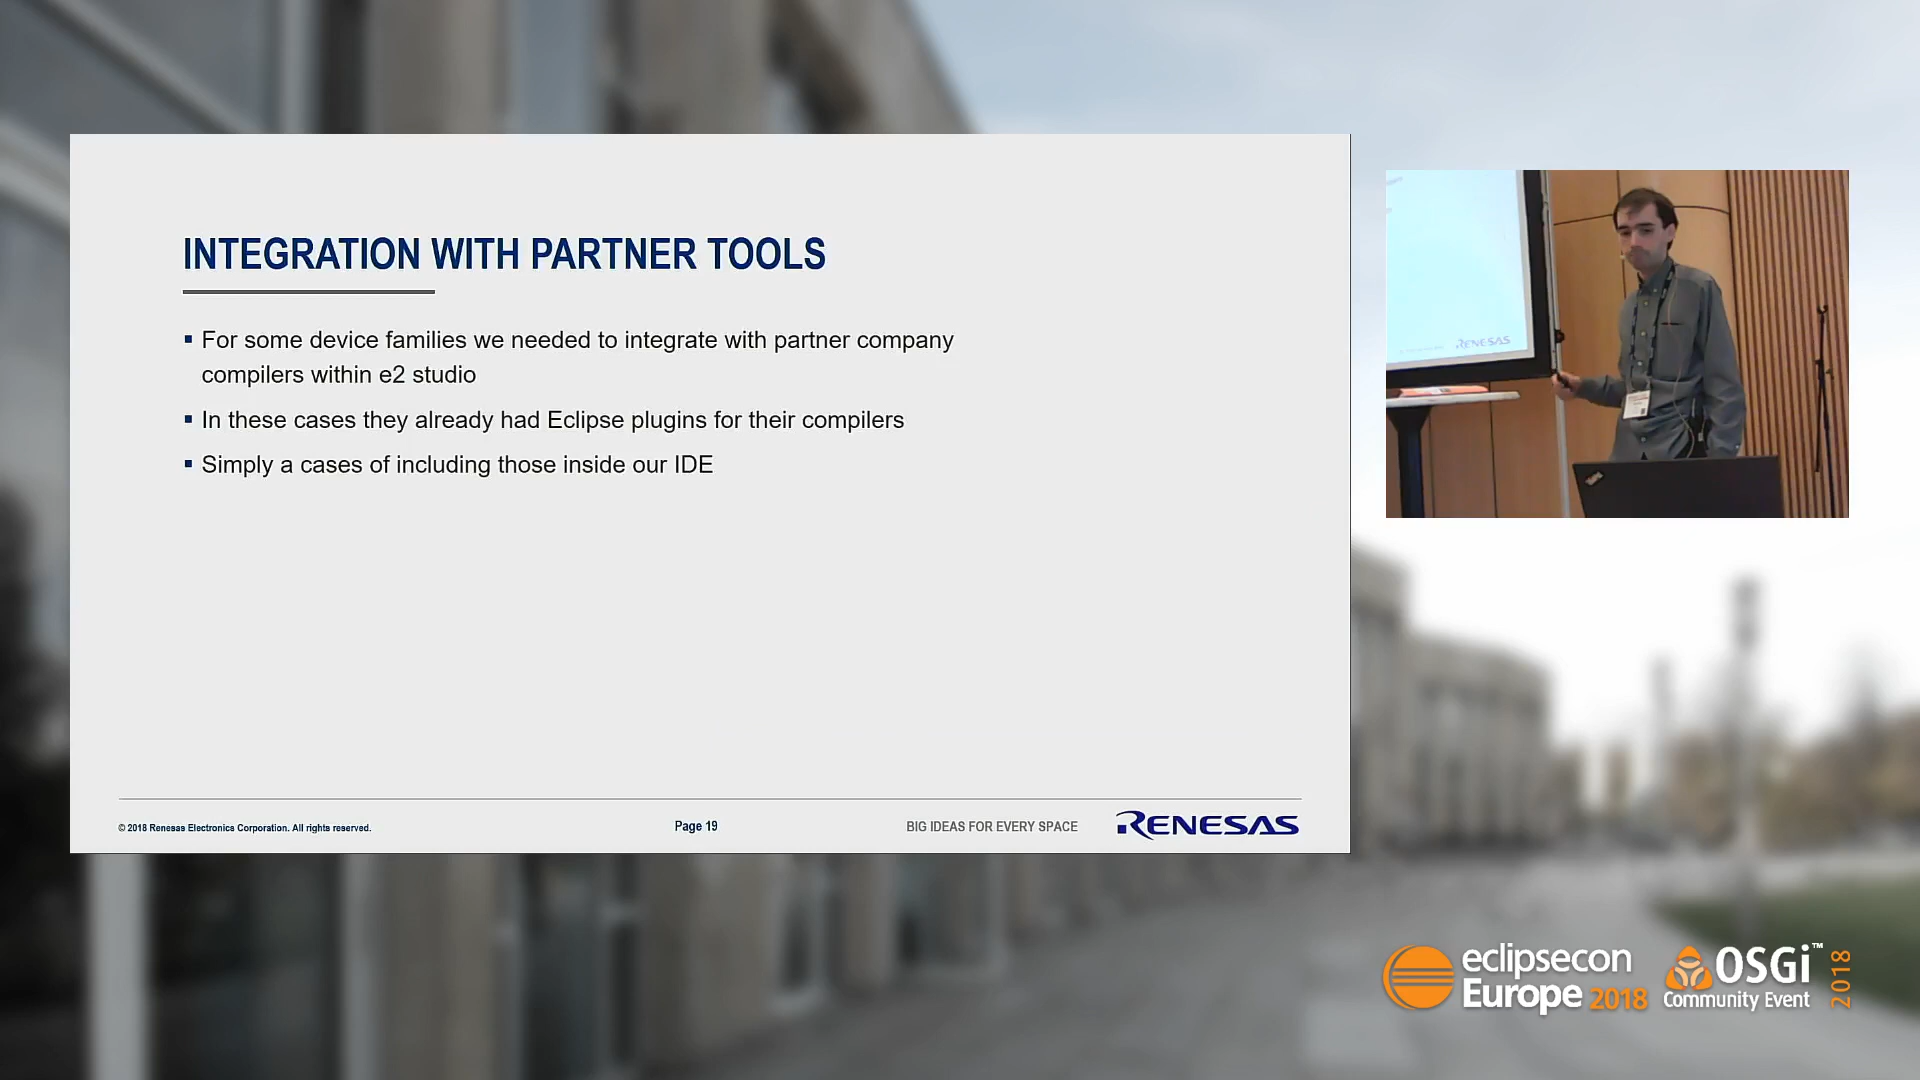 INTEGRATION WITH PARTNER TOOLS
For some device families we needed to integrate with partner company
compilers within e2 studio
In these cases they already had Eclipse plugins for their compilers
Simply a cases of including those inside our IDE
© 2018 Renesas Electronics Corporation. All rights reserved.
Page 19
BIG IDEAS FOR EVERY SPACE
RENESAS
RENESAS
eclipsecon
Europe 2018
OSGi™
Community Event
2018